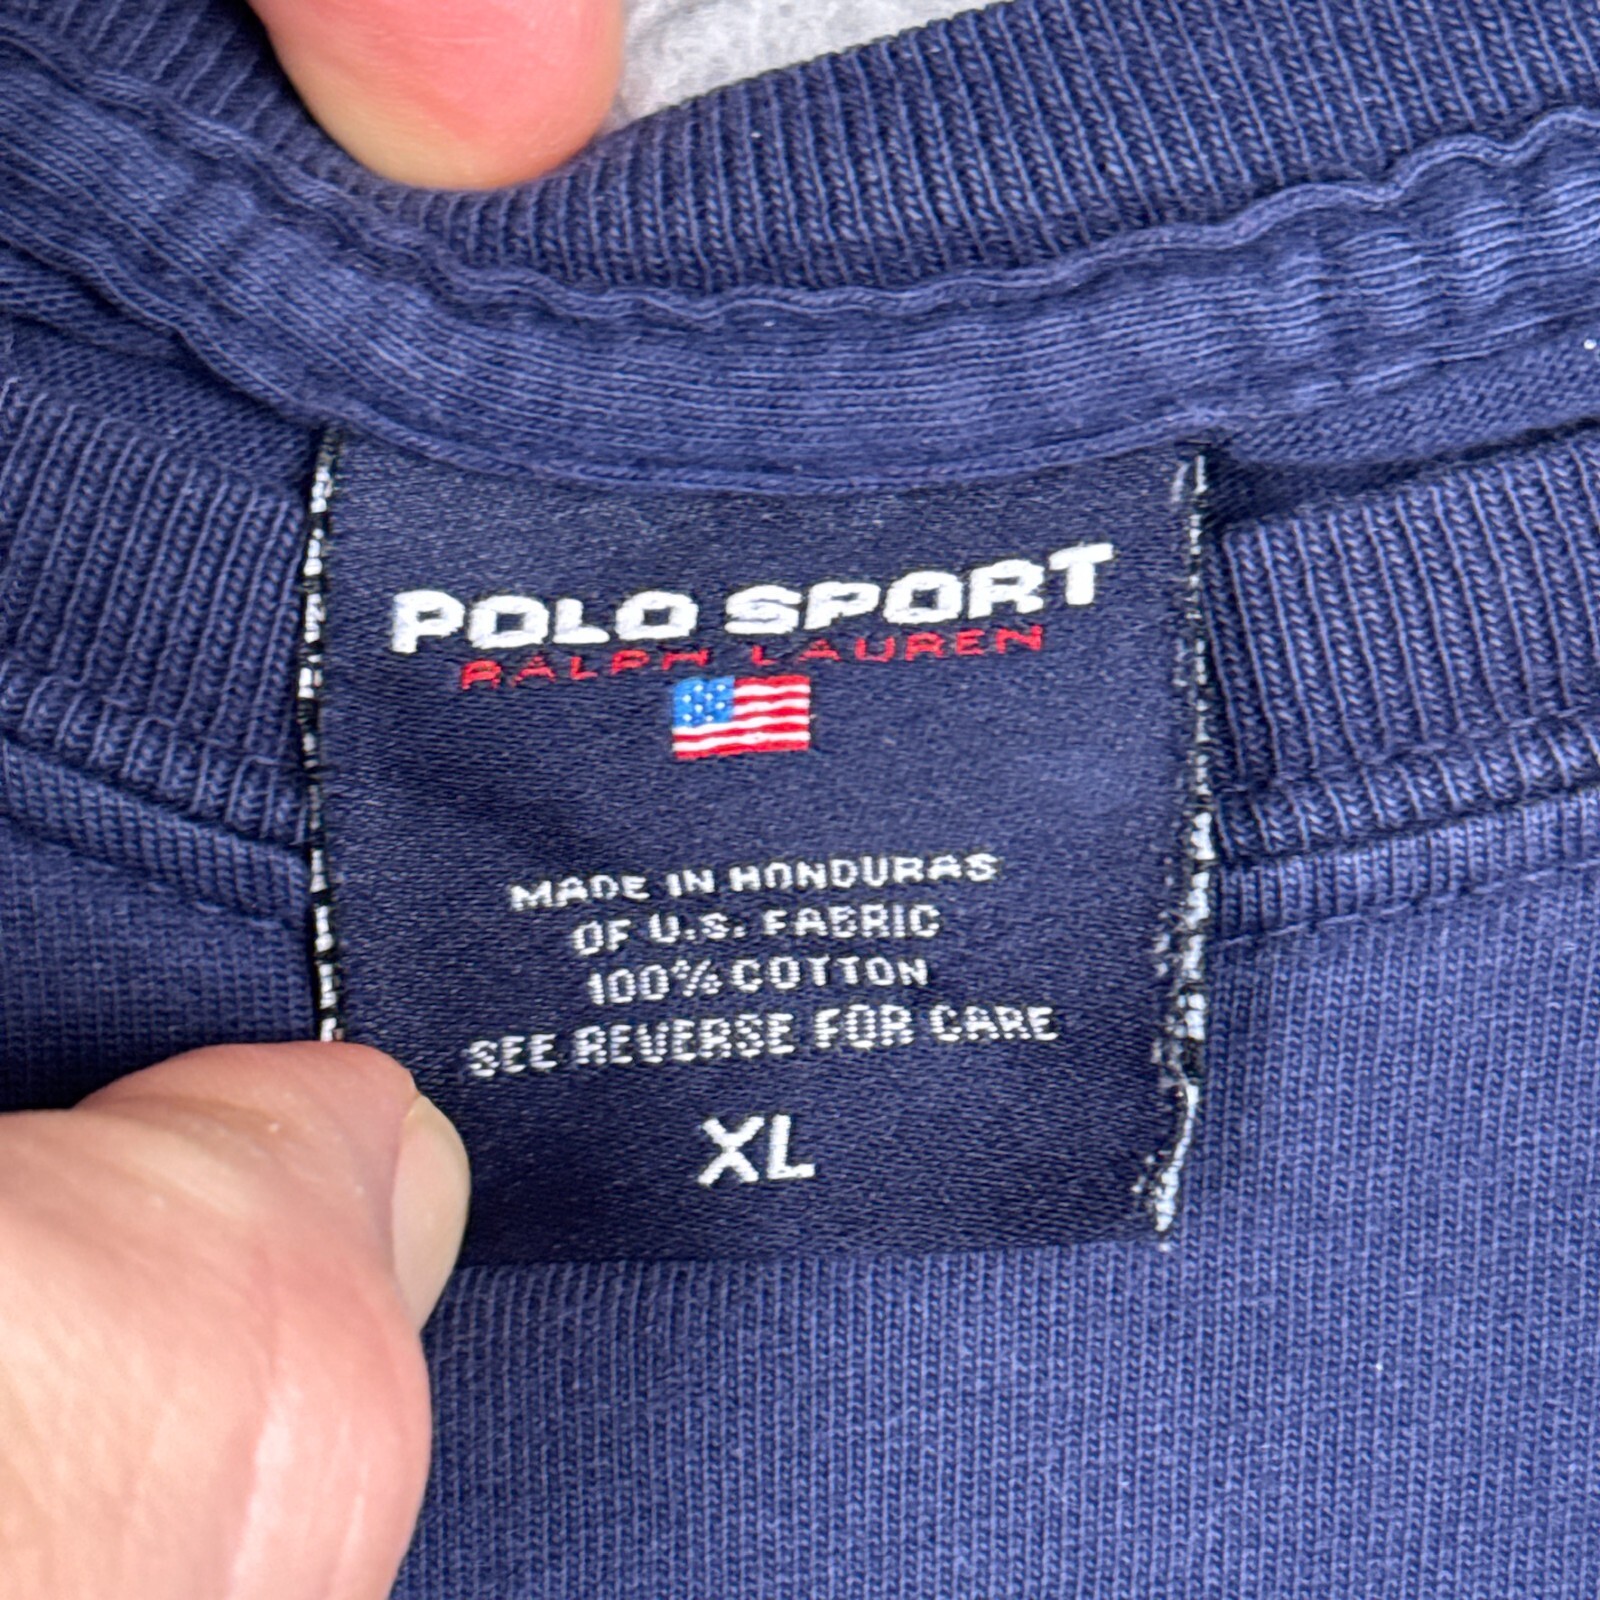 POLO SPORT
RALPH LAUREN
MADE IN HONDURAS
OF U.S. FABRIC
100% COTTON
SEE REVERSE FOR CARE
XL